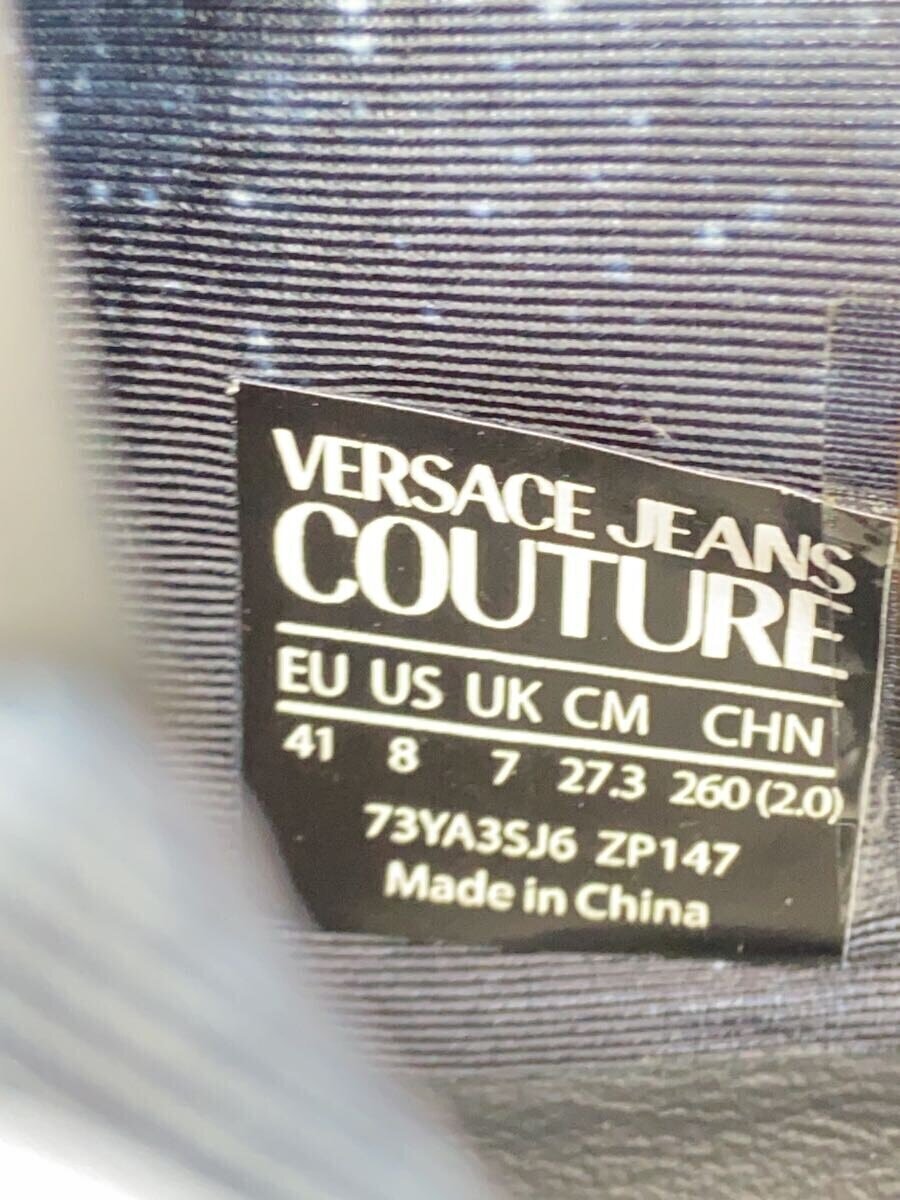 VERSACE JEANS
COUTURE
EU US UK CM CHN
41 8 7 27.3 260 (2.0)
73YA3SJ6 ZP147
Made in China